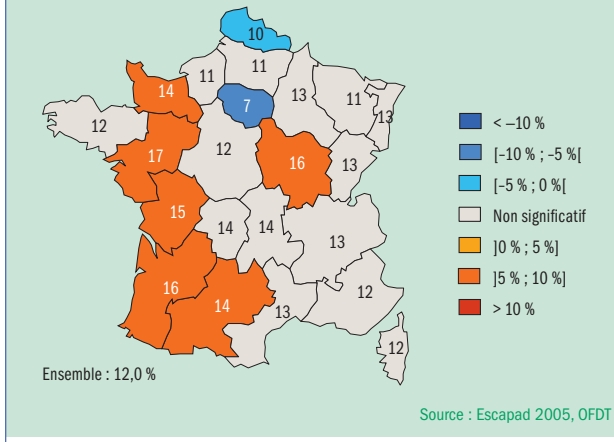 10
11
11
13
11
13
14
7
12
17
12
16
13
15
14
14
13
16
14
13
12
12
< –10 %
[–10 % ; –5 %[
[–5 % ; 0 %[
Non significatif
]0 % ; 5 %]
]5 % ; 10 %]
> 10 %
Ensemble : 12,0 %
Source : Escapad 2005, OFDT